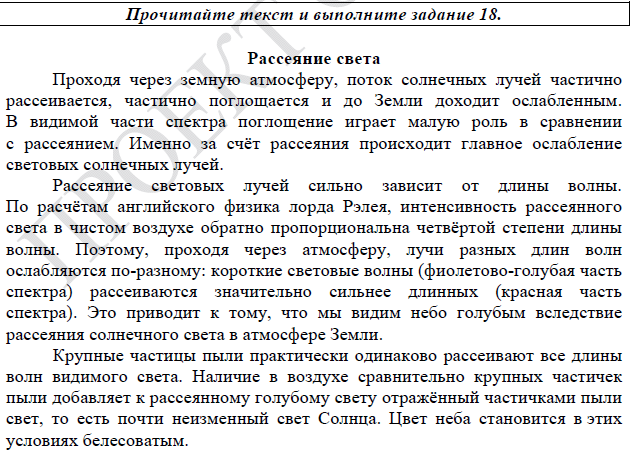 Прочитайте текст и выполните задание 18.
Рассеяние света
Проходя через земную атмосферу, поток солнечных лучей частично
рассеивается, частично поглощается и до Земли доходит ослабленным.
В видимой части спектра поглощение играет малую роль в сравнении
с рассеянием. Именно за счёт рассеяния происходит главное ослабление
световых солнечных лучей.
Рассеяние световых лучей сильно зависит от длины волны.
По расчётам английского физика лорда Рэлея, интенсивность рассеянного
света в чистом воздухе обратно пропорциональна четвёртой степени длины
волны. Поэтому, проходя через атмосферу, лучи разных длин волн
ослабляются по-разному: короткие световые волны (фиолетово-голубая часть
спектра) рассеиваются значительно сильнее длинных (красная часть
спектра). Это приводит к тому, что мы видим небо голубым вследствие
рассеяния солнечного света в атмосфере Земли.
Крупные частицы пыли практически одинаково рассеивают все длины
волн видимого света. Наличие в воздухе сравнительно крупных частичек
пыли добавляет к рассеянному голубому свету отражённый частичками пыли
свет, то есть почти неизменный свет Солнца. Цвет неба становится в этих
условиях белесоватым.
ПРОЕКТ